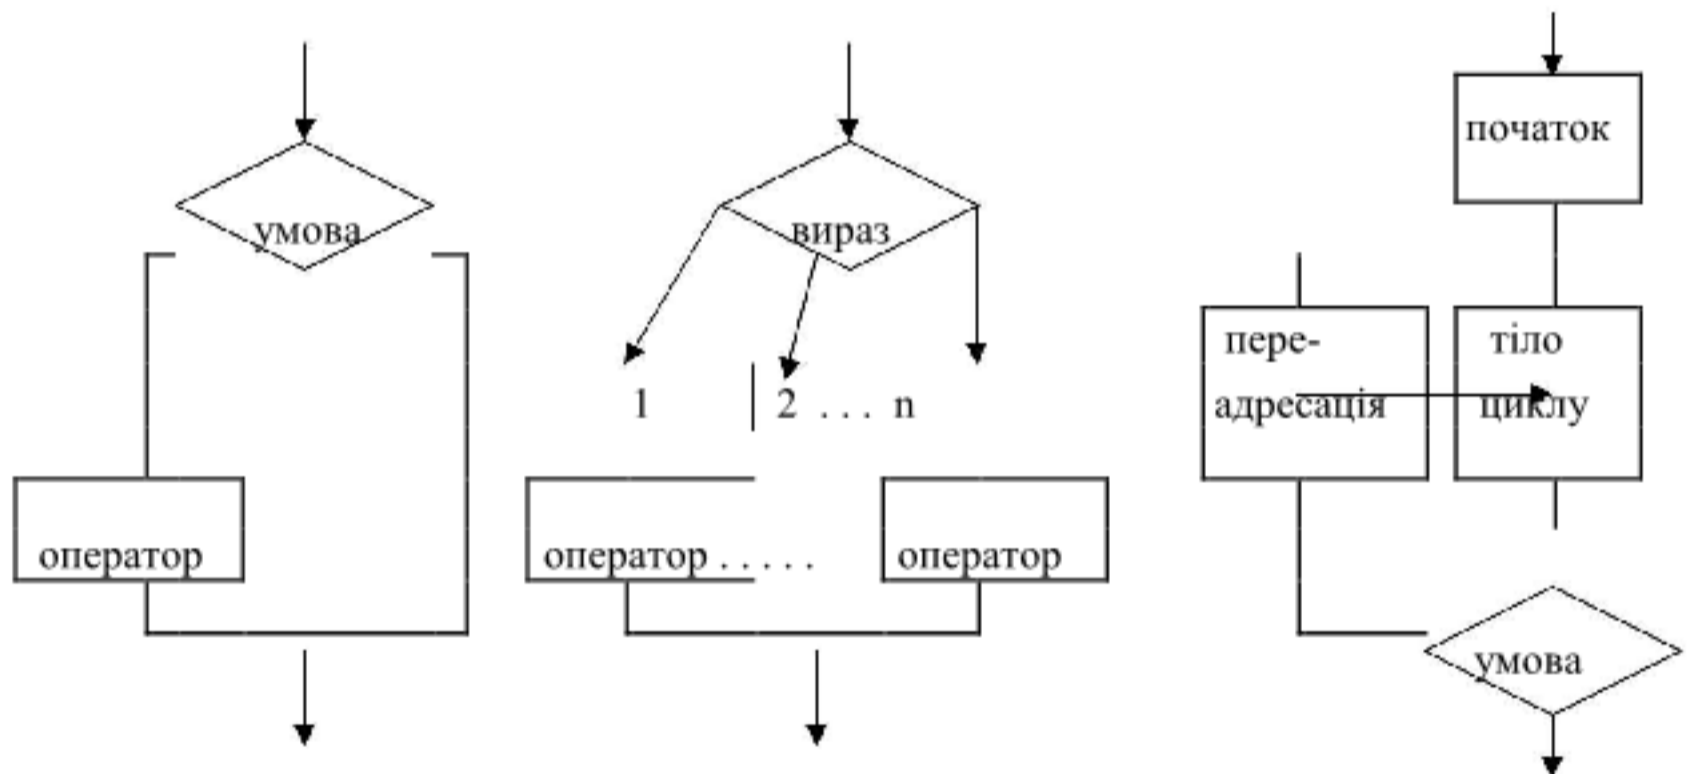 умова
оператор
вираз
1 2 . . . n
оператор . . . . . оператор
початок
пере-
адресація
тіло
циклу
умова